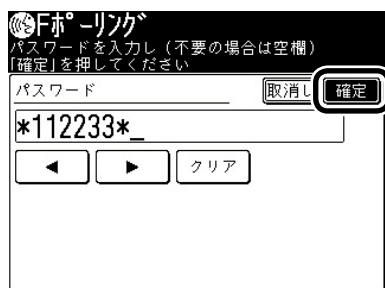 Fﾎﾟｰﾘﾝｸﾞ
パスワードを入力し（不要の場合は空欄）
｢確定｣を押してください
パスワード
取消し 確定
*112233*_
◀ ▶ クリア